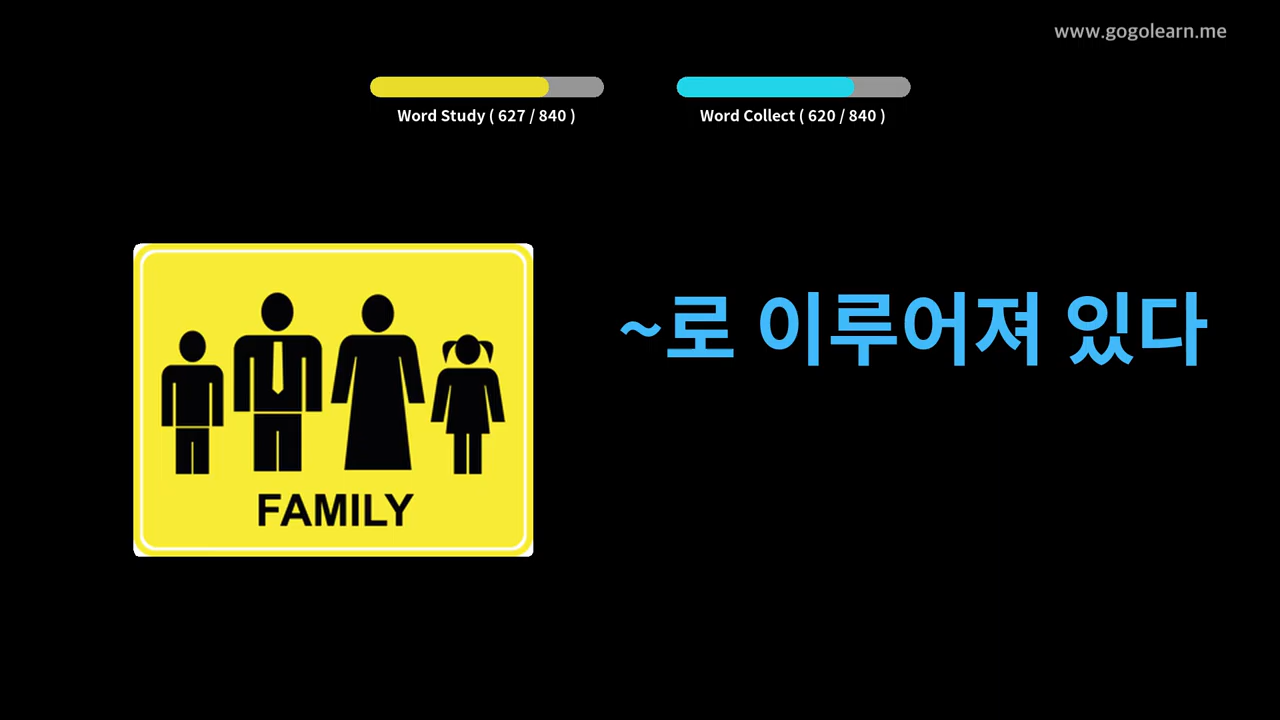 www.gogolearn.me
Word Study ( 627 / 840 )
Word Collect ( 620 / 840 )
~로 이루어져 있다
FAMILY